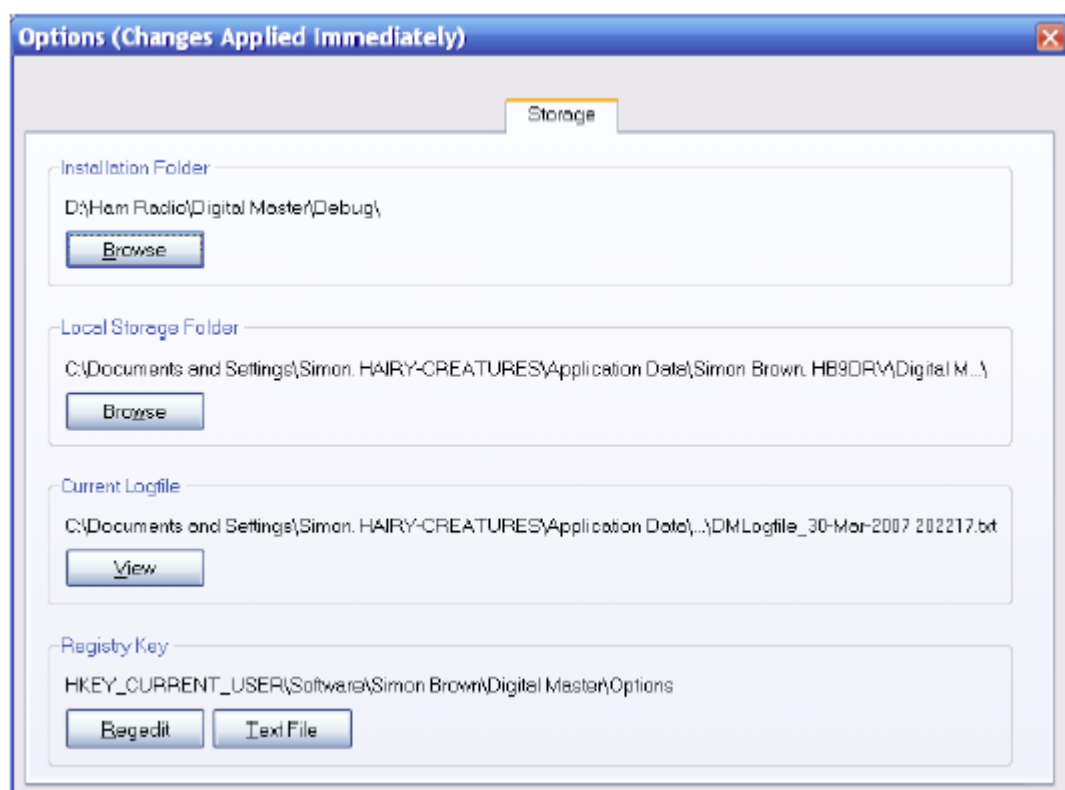 Options (Changes Applied Immediately)
Storage
Installation Folder
D:\Ham Radio\Digital Master\Debug\
Browse
Local Storage Folder
C:\Documents and Settings\Simon. HAIRY-CREATURES\Application Data\Simon Brown. HB9DRV\Digital M...\
Browse
Current Logfile
C:\Documents and Settings\Simon. HAIRY-CREATURES\Application Data\...\DMLogfile_30-Mar-2007 202217.txt
View
Registry Key
HKEY_CURRENT_USER\Software\Simon Brown\Digital Master\Options
Regedit Text File